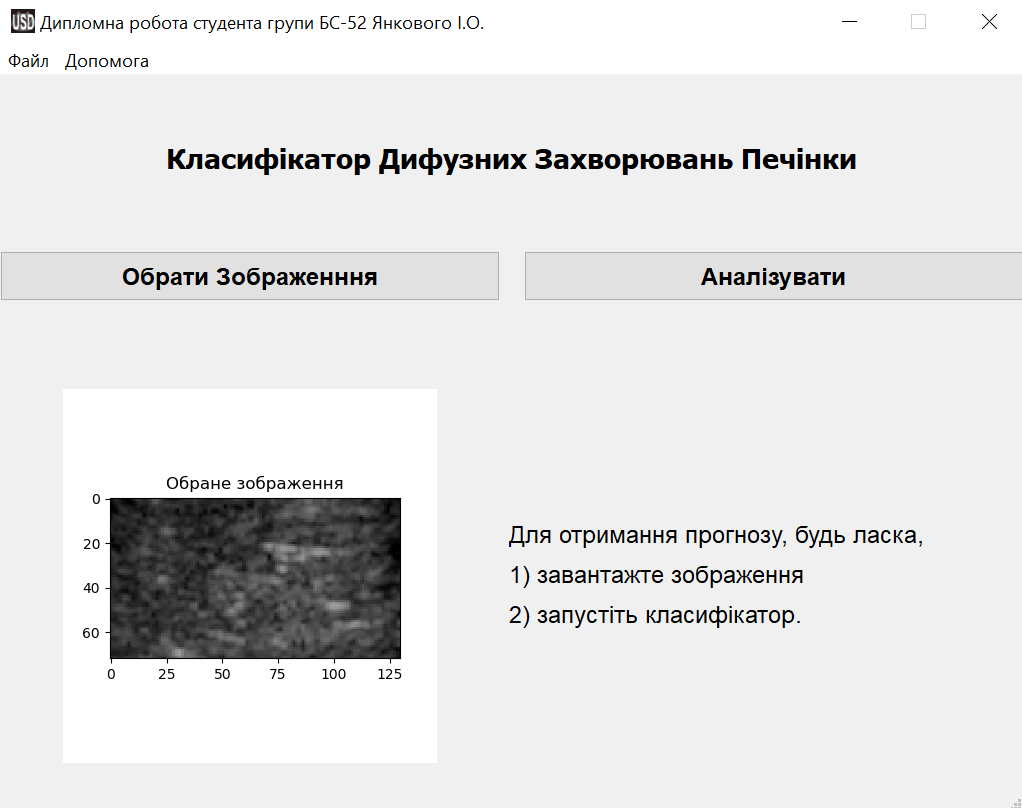 USD Дипломна робота студента групи БС-52 Янкового І.О.
Файл Допомога
Класифікатор Дифузних Захворювань Печінки
Обрати Зображенння
Аналізувати
Обране зображення
0
20
40
60
0 25 50 75 100 125
Для отримання прогнозу, будь ласка,
1) завантажте зображення
2) запустіть класифікатор.